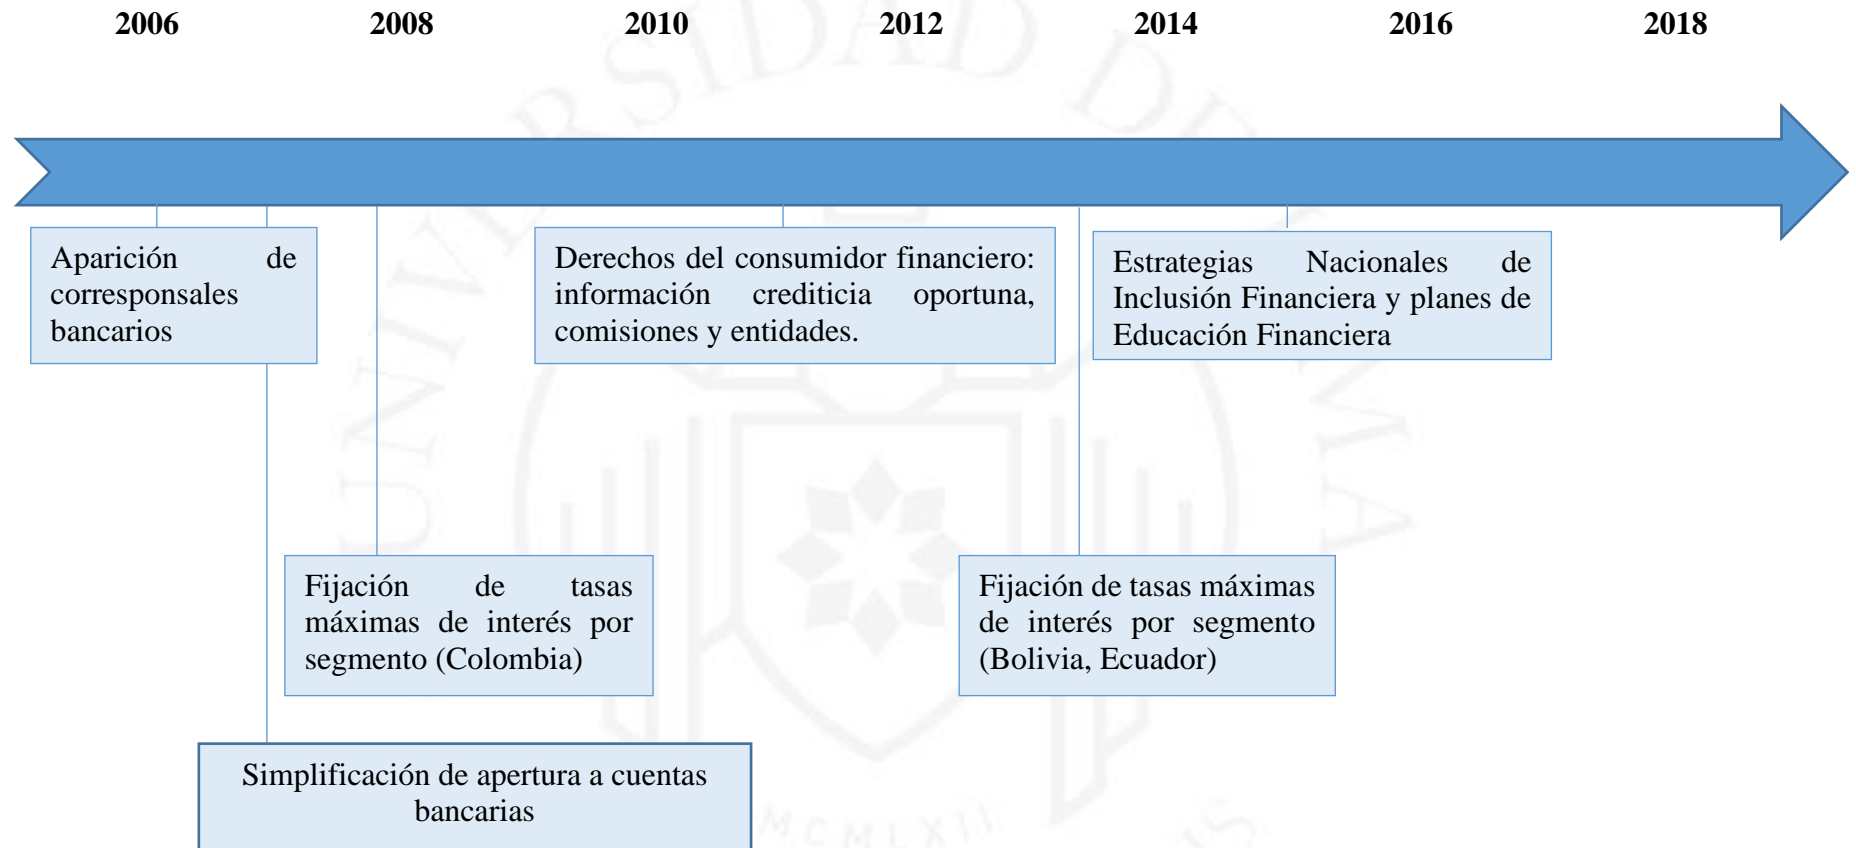 2006 2008 2010 2012 2014 2016 2018
Aparición de
corresponsales
bancarios
Derechos del consumidor financiero:
información crediticia oportuna,
comisiones y entidades.
Estrategias Nacionales de
Inclusión Financiera y planes de
Educación Financiera
Fijación de tasas
máximas de interés por
segmento (Colombia)
Fijación de tasas máximas
de interés por segmento
(Bolivia, Ecuador)
Simplificación de apertura a cuentas
bancarias